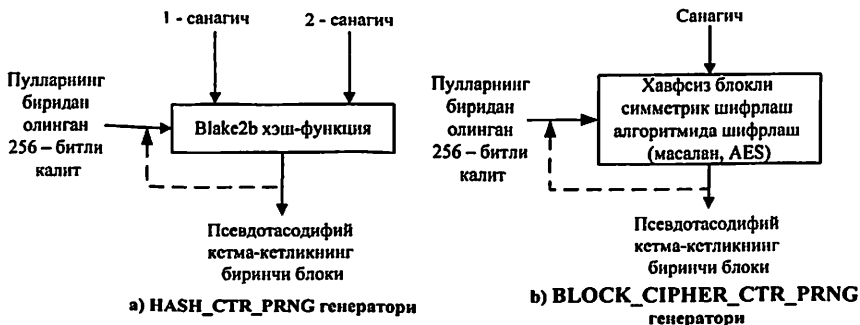 1 - санагич
2 - санагич
Пулларнинг
биридан
олинган
256 – битли
калит
Blake2b хэш-функция
Псевдотасодифий
кетма-кетликнинг
биринчи блоки
a) HASH_CTR_PRNG генератори
Санагич
Пулларнинг
биридан
олинган
256 – битли
калит
Хавфсиз блокли
симметрик шифрлаш
алгоритмида шифрлаш
(масалан, AES)
Псевдотасодифий
кетма-кетликнинг
биринчи блоки
b) BLOCK_CIPHER_CTR_PRNG
генератори